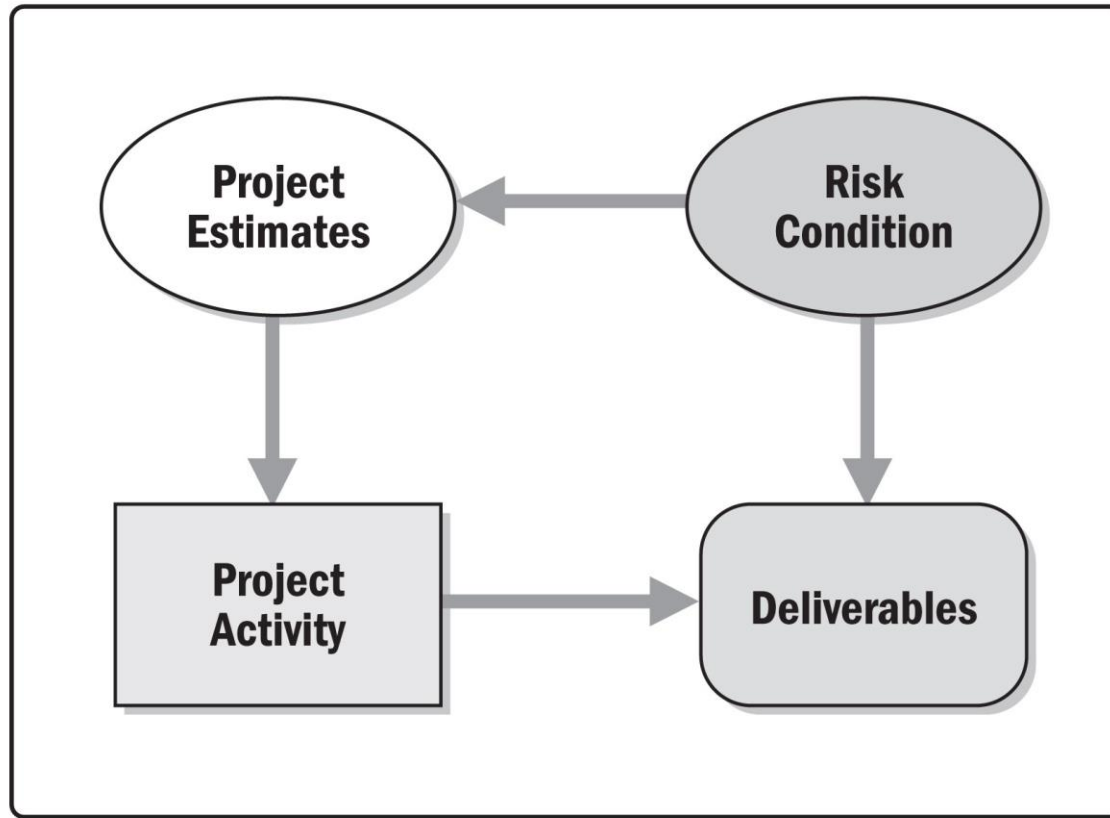 Project
Estimates
Risk
Condition
Project
Activity
Deliverables